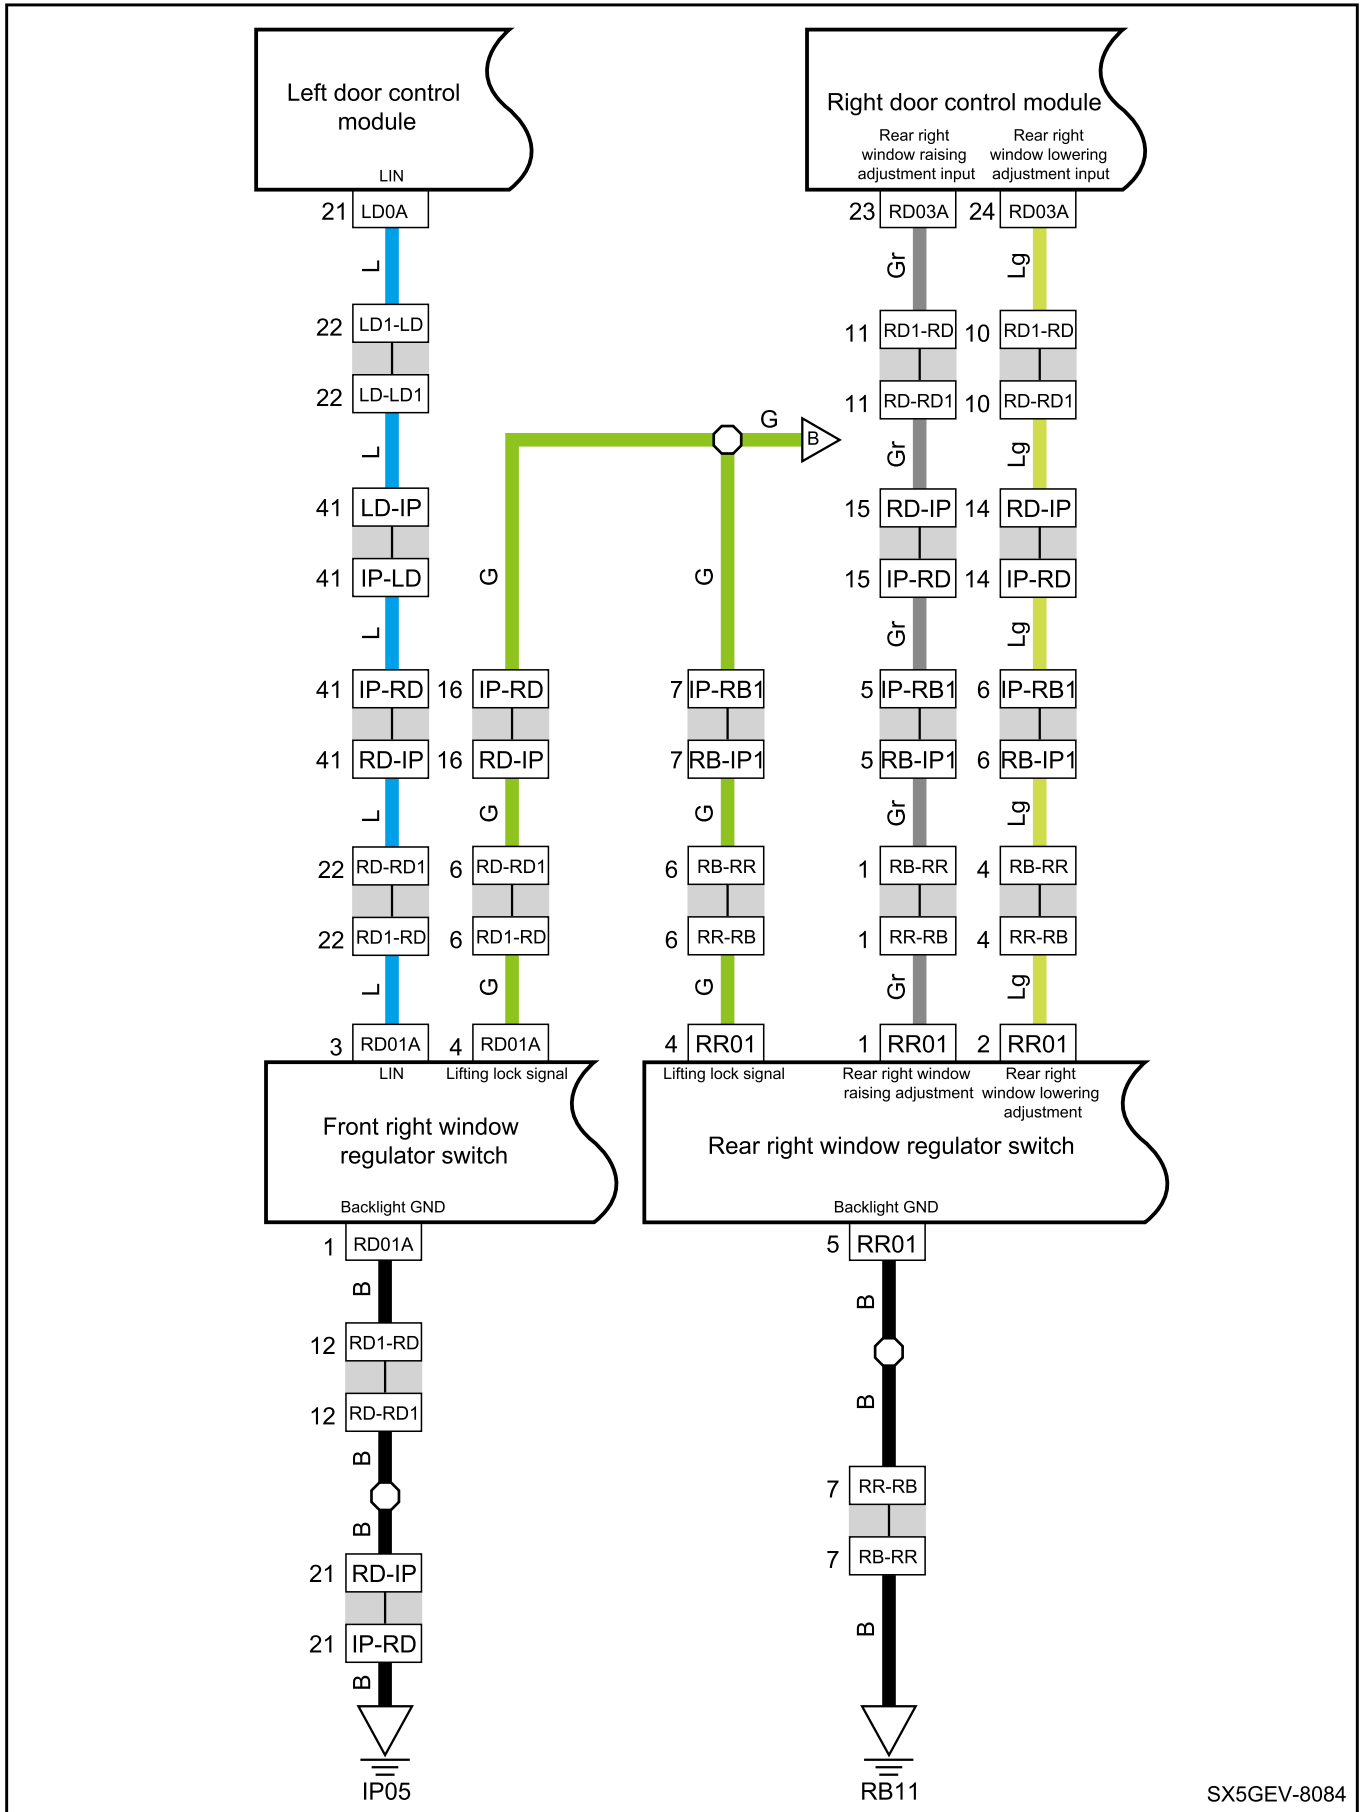 Left door control
module
LIN
Right door control module
Rear right
window raising
adjustment input
Rear right
window lowering
adjustment input
21 LD0A
23 RD03A 24 RD03A
L
Gr
Lg
22 LD1-LD
11 RD1-RD 10 RD1-RD
22 LD-LD1
11 RD-RD1 10 RD-RD1
G
B
L
Gr
Lg
41 LD-IP
15 RD-IP 14 RD-IP
41 IP-LD
G
G
15 IP-RD 14 IP-RD
L
Gr
Lg
41 IP-RD 16 IP-RD
7 IP-RB1
5 IP-RB1 6 IP-RB1
41 RD-IP 16 RD-IP
7 RB-IP1
5 RB-IP1 6 RB-IP1
L
G
G
Gr
Lg
22 RD-RD1 6 RD-RD1
6 RB-RR
1 RB-RR 4 RB-RR
22 RD1-RD 6 RD1-RD
6 RR-RB
1 RR-RB 4 RR-RB
L
G
G
Gr
Lg
3 RD01A 4 RD01A
4 RR01
1 RR01 2 RR01
LIN
Lifting lock signal
Front right window
regulator switch
Backlight GND
Lifting lock signal
Rear right window
raising adjustment
Rear right
window lowering
adjustment
Rear right window regulator switch
Backlight GND
1 RD01A
5 RR01
B
B
12 RD1-RD
12 RD-RD1
B
B
B
7 RR-RB
21 RD-IP
7 RB-RR
21 IP-RD
B
B
IP05
RB11
SX5GEV-8084